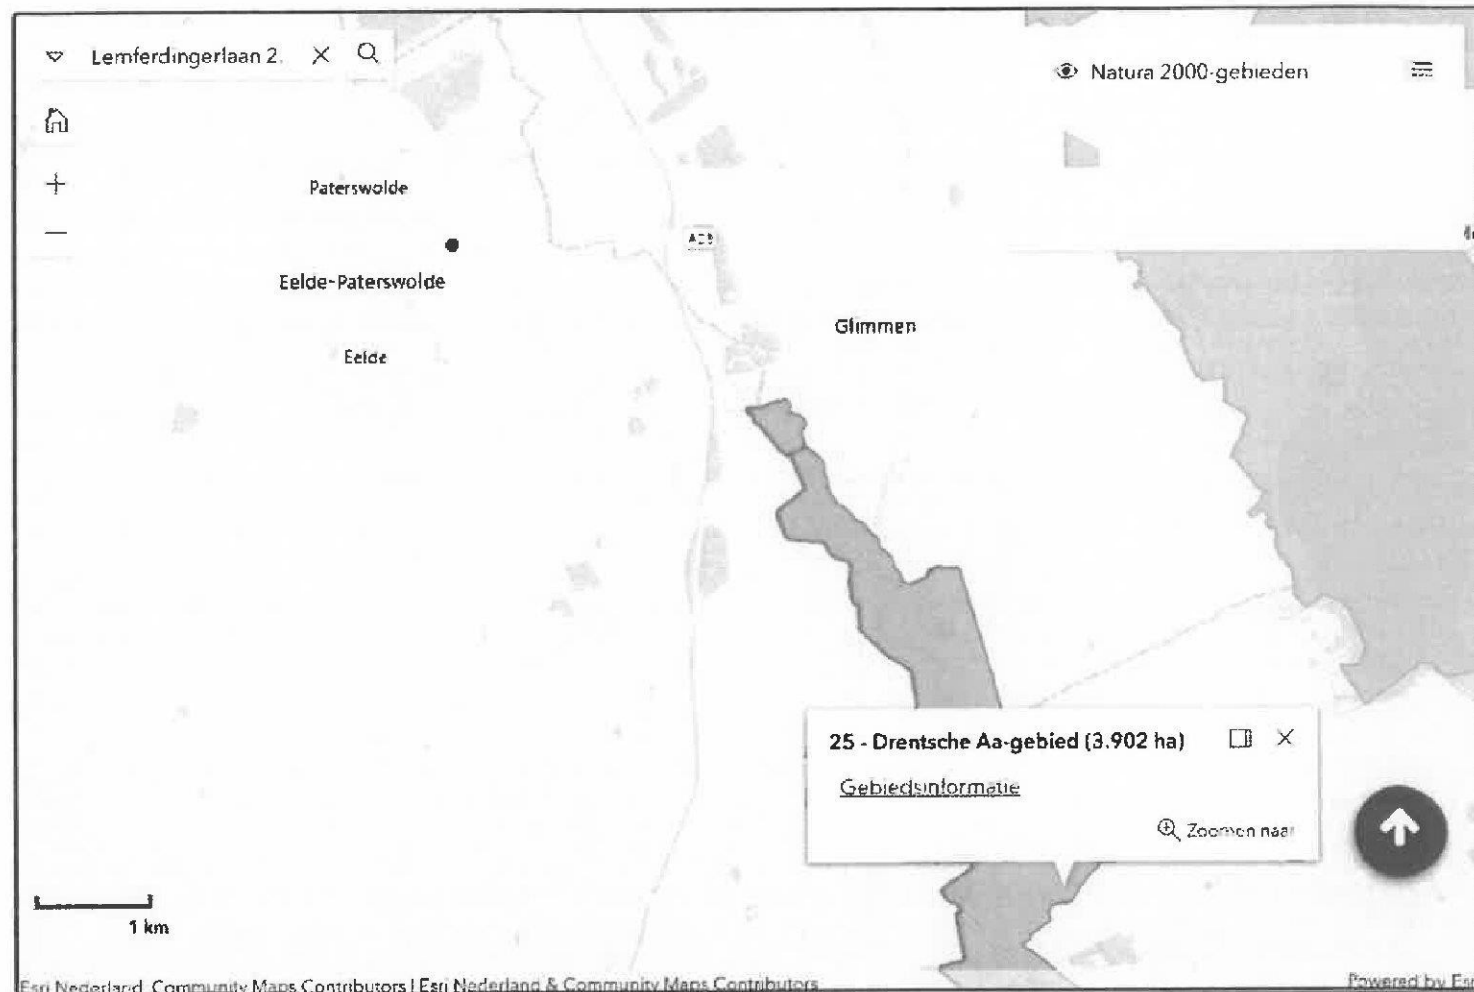 Lemferdingerlaan 2.
Natura 2000-gebieden
Paterswolde
Eelde-Paterswolde
Glimmen
Eelde
25 - Drentsche Aa-gebied (3.902 ha)
Gebiedsinformatie
Zoomen naar
1 km
Esri Nederland, Community Maps Contributors | Esri Nederland & Community Maps Contributors
Powered by Esri